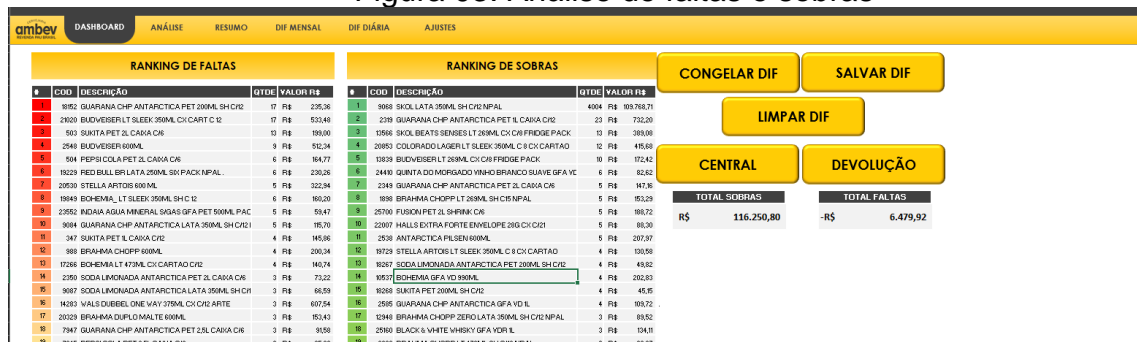 Figura 03: Análise de faltas e sobras
ambev
DASHBOARD ANÁLISE RESUMO DIF MENSAL DIF DIÁRIA AJUSTES
RANKING DE FALTAS
# COD DESCRIÇÃO QTDE VALOR R$
1 18152 GUARANA CHP ANTARCTICA PET 200ML SH C/12 17 R$ 235,36
2 21020 BUDWEISER LT SLEEK 350ML CX CART C 12 17 R$ 533,48
3 503 SUKITA PET 2L CAIXA C/6 13 R$ 199,00
4 2548 BUDWEISER 600ML 9 R$ 512,34
5 504 PEPSI COLA PET 2L CAIXA C/6 6 R$ 164,77
6 19229 RED BULL BR LATA 250ML SIX PACK NPAL . 6 R$ 230,26
7 20530 STELLA ARTOIS 600 ML 5 R$ 322,94
8 19849 BOHEMIA_ LT SLEEK 350ML SH C 12 6 R$ 160,20
9 23552 INDAIA AGUA MINERAL S/GAS GFA PET 500ML PAC 5 R$ 59,47
10 9084 GUARANA CHP ANTARCTICA LATA 350ML SH C/12 I 5 R$ 115,70
11 347 SUKITA PET 1L CAIXA C/12 4 R$ 145,86
12 988 BRAHMA CHOPP 600ML 4 R$ 200,34
13 17266 BOHEMIA LT 473ML CX CARTAO C/12 4 R$ 140,74
14 2350 SODA LIMONADA ANTARCTICA PET 2L CAIXA C/6 3 R$ 73,22
15 9087 SODA LIMONADA ANTARCTICA LATA 350ML SH C/1 3 R$ 66,59
16 14283 WALS DUBBEL ONE WAY 375ML CX C/12 ARTE 3 R$ 607,54
17 20329 BRAHMA DUPLO MALTE 600ML 3 R$ 153,43
18 7947 GUARANA CHP ANTARCTICA PET 2,5L CAIXA C/6 3 R$ 91,58
RANKING DE SOBRAS
# COD DESCRIÇÃO QTDE VALOR R$
1 9068 SKOL LATA 350ML SH C/12 NPAL 4004 R$ 109.768,71
2 2319 GUARANA CHP ANTARCTICA PET 1L CAIXA C/12 23 R$ 732,20
3 13566 SKOL BEATS SENSES LT 269ML CX C/8 FRIDGE PACK 13 R$ 389,08
4 20853 COLORADO LAGER LT SLEEK 350ML C 8 CX CARTAO 12 R$ 415,68
5 13839 BUDWEISER LT 269ML CX C/8 FRIDGE PACK 10 R$ 172,42
6 24410 QUINTA DO MORGADO VINHO BRANCO SUAVE GFA VD 6 R$ 82,62
7 2349 GUARANA CHP ANTARCTICA PET 2L CAIXA C/6 5 R$ 147,16
8 1898 BRAHMA CHOPP LT 269ML SH C15 NPAL 5 R$ 153,29
9 25700 FUSION PET 2L SHRINK C/6 5 R$ 188,72
10 22007 HALLS EXTRA FORTE ENVELOPE 28G CX C/21 5 R$ 88,30
11 2538 ANTARCTICA PILSEN 600ML 5 R$ 207,97
12 19729 STELLA ARTOIS LT SLEEK 350ML C 8 CX CARTAO 4 R$ 130,58
13 18267 SODA LIMONADA ANTARCTICA PET 200ML SH C/12 4 R$ 49,82
14 10537 BOHEMIA GFA VD 990ML 4 R$ 202,83
15 18268 SUKITA PET 200ML SH C/12 4 R$ 45,15
16 2585 GUARANA CHP ANTARCTICA GFA VD 1L 4 R$ 109,72
17 12948 BRAHMA CHOPP ZERO LATA 350ML SH C/12 NPAL 3 R$ 89,52
18 25160 BLACK & WHITE WHISKY GFA VDR 1L 3 R$ 134,11
CONGELAR DIF SALVAR DIF
LIMPAR DIF
CENTRAL DEVOLUÇÃO
TOTAL SOBRAS TOTAL FALTAS
R$ 116.250,80 -R$ 6.479,92